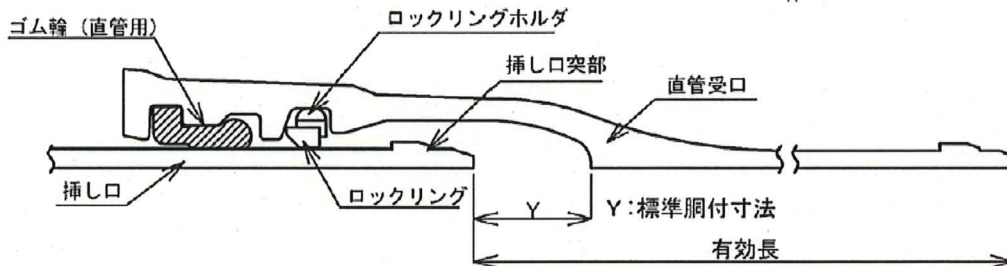 ロックリングホルダ
ゴム輪（直管用）
挿し口突部
直管受口
挿し口
ロックリング
Y
Y：標準胴付寸法
有効長